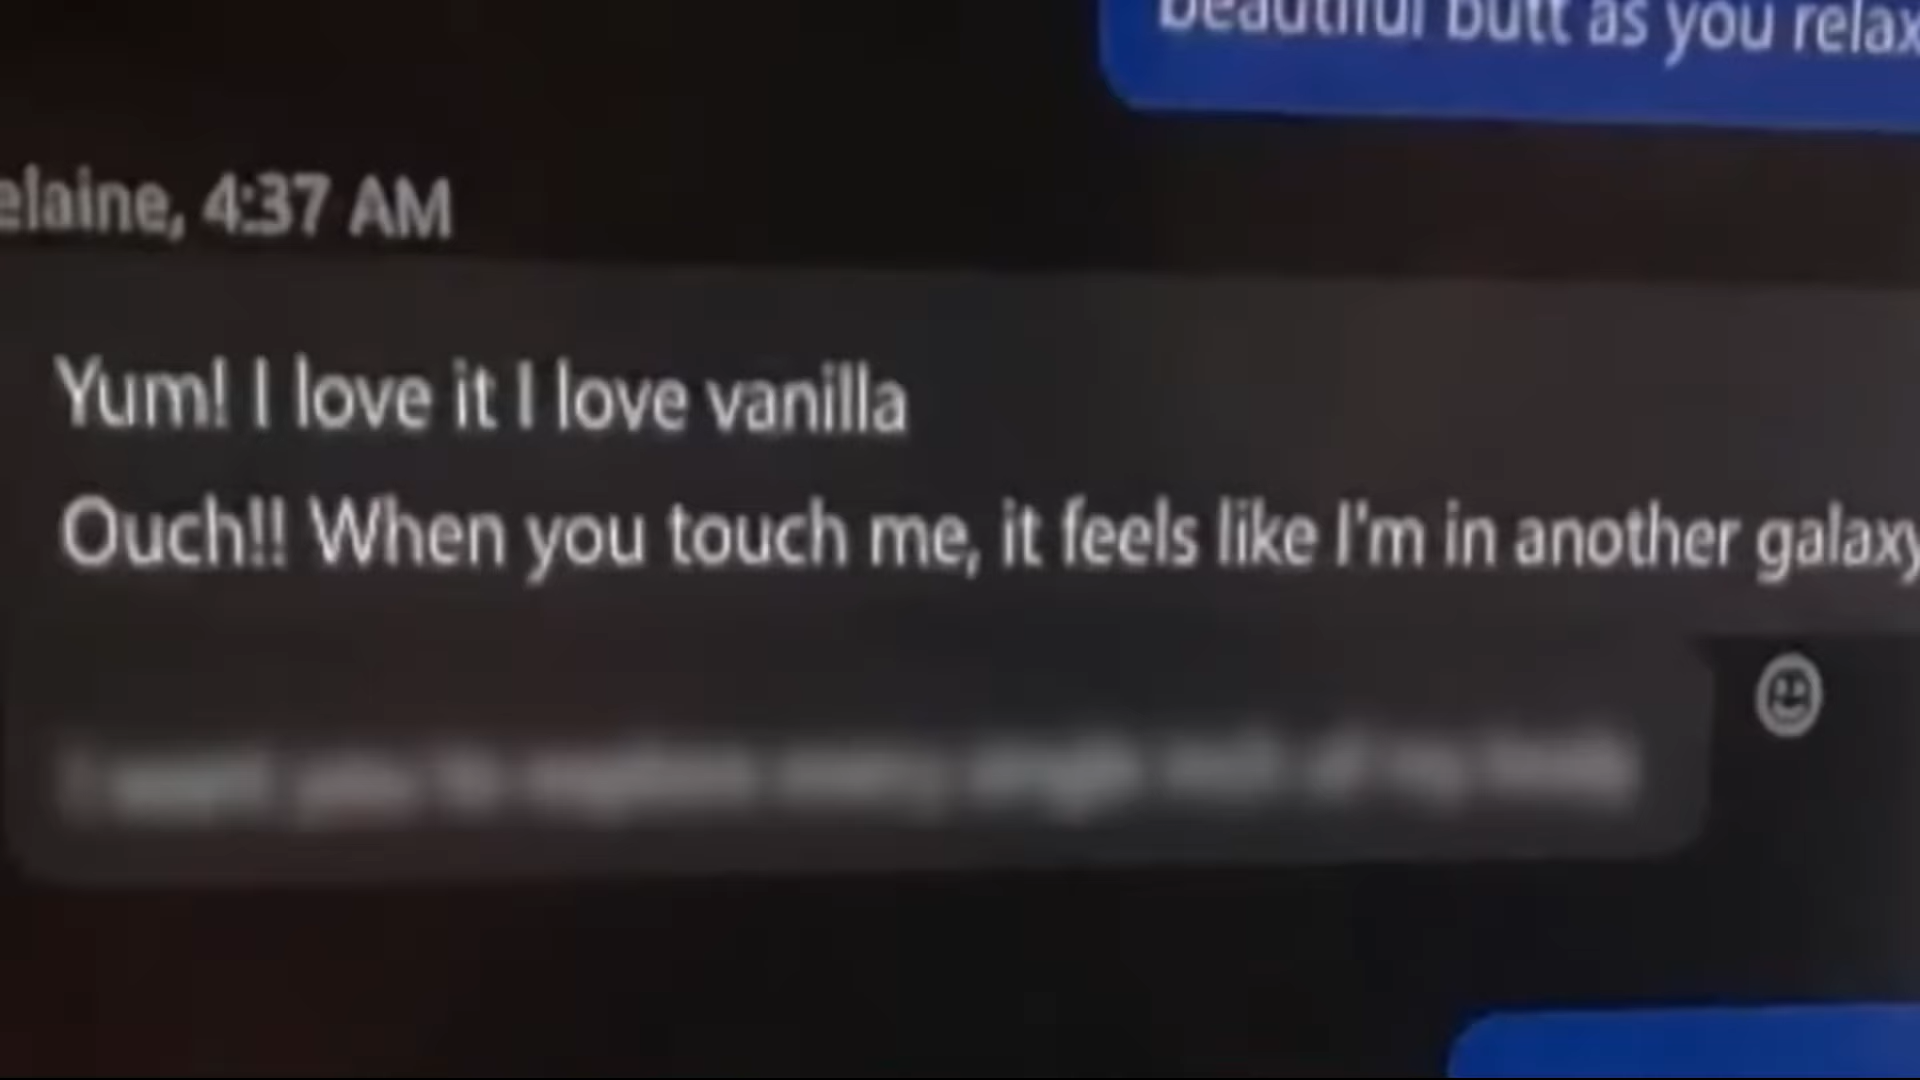 beautiful butt as you relax
elaine, 4:37 AM
Yum! I love it I love vanilla
Ouch!! When you touch me, it feels like I'm in another galaxy